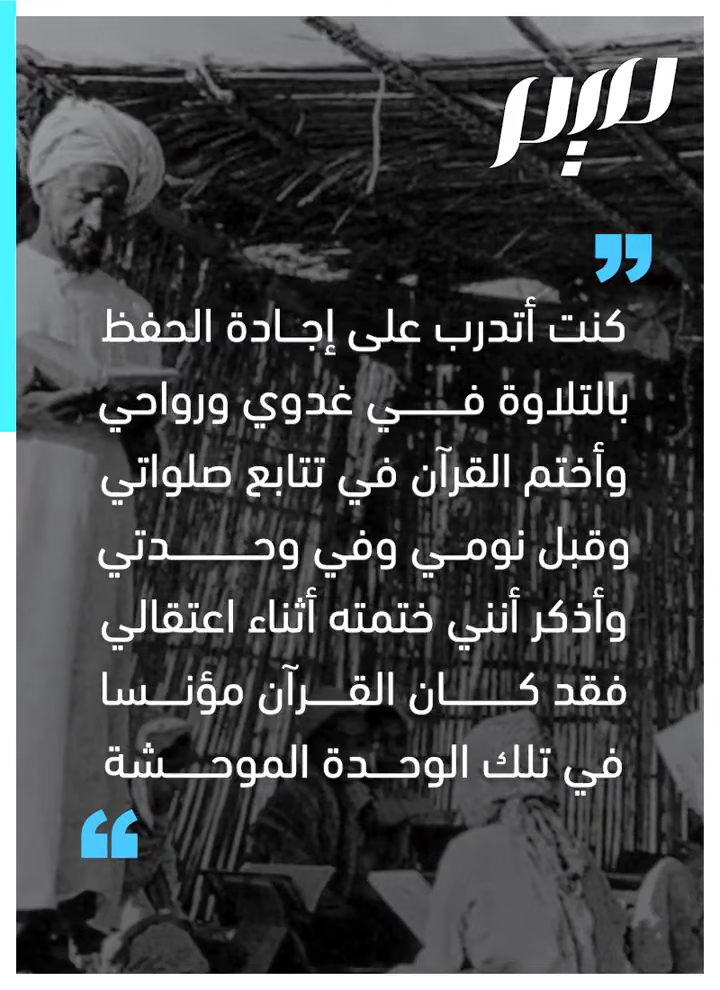 سير
كنت أتدرب على إجادة الحفظ
بالتلاوة في غدوي ورواحي
وأختم القرآن في تتابع صلواتي
وقبل نومي وفي وحدتي
وأذكر أنني ختمته أثناء اعتقالي
فقد كان القرآن مؤنسا
في تلك الوحدة الموحشة